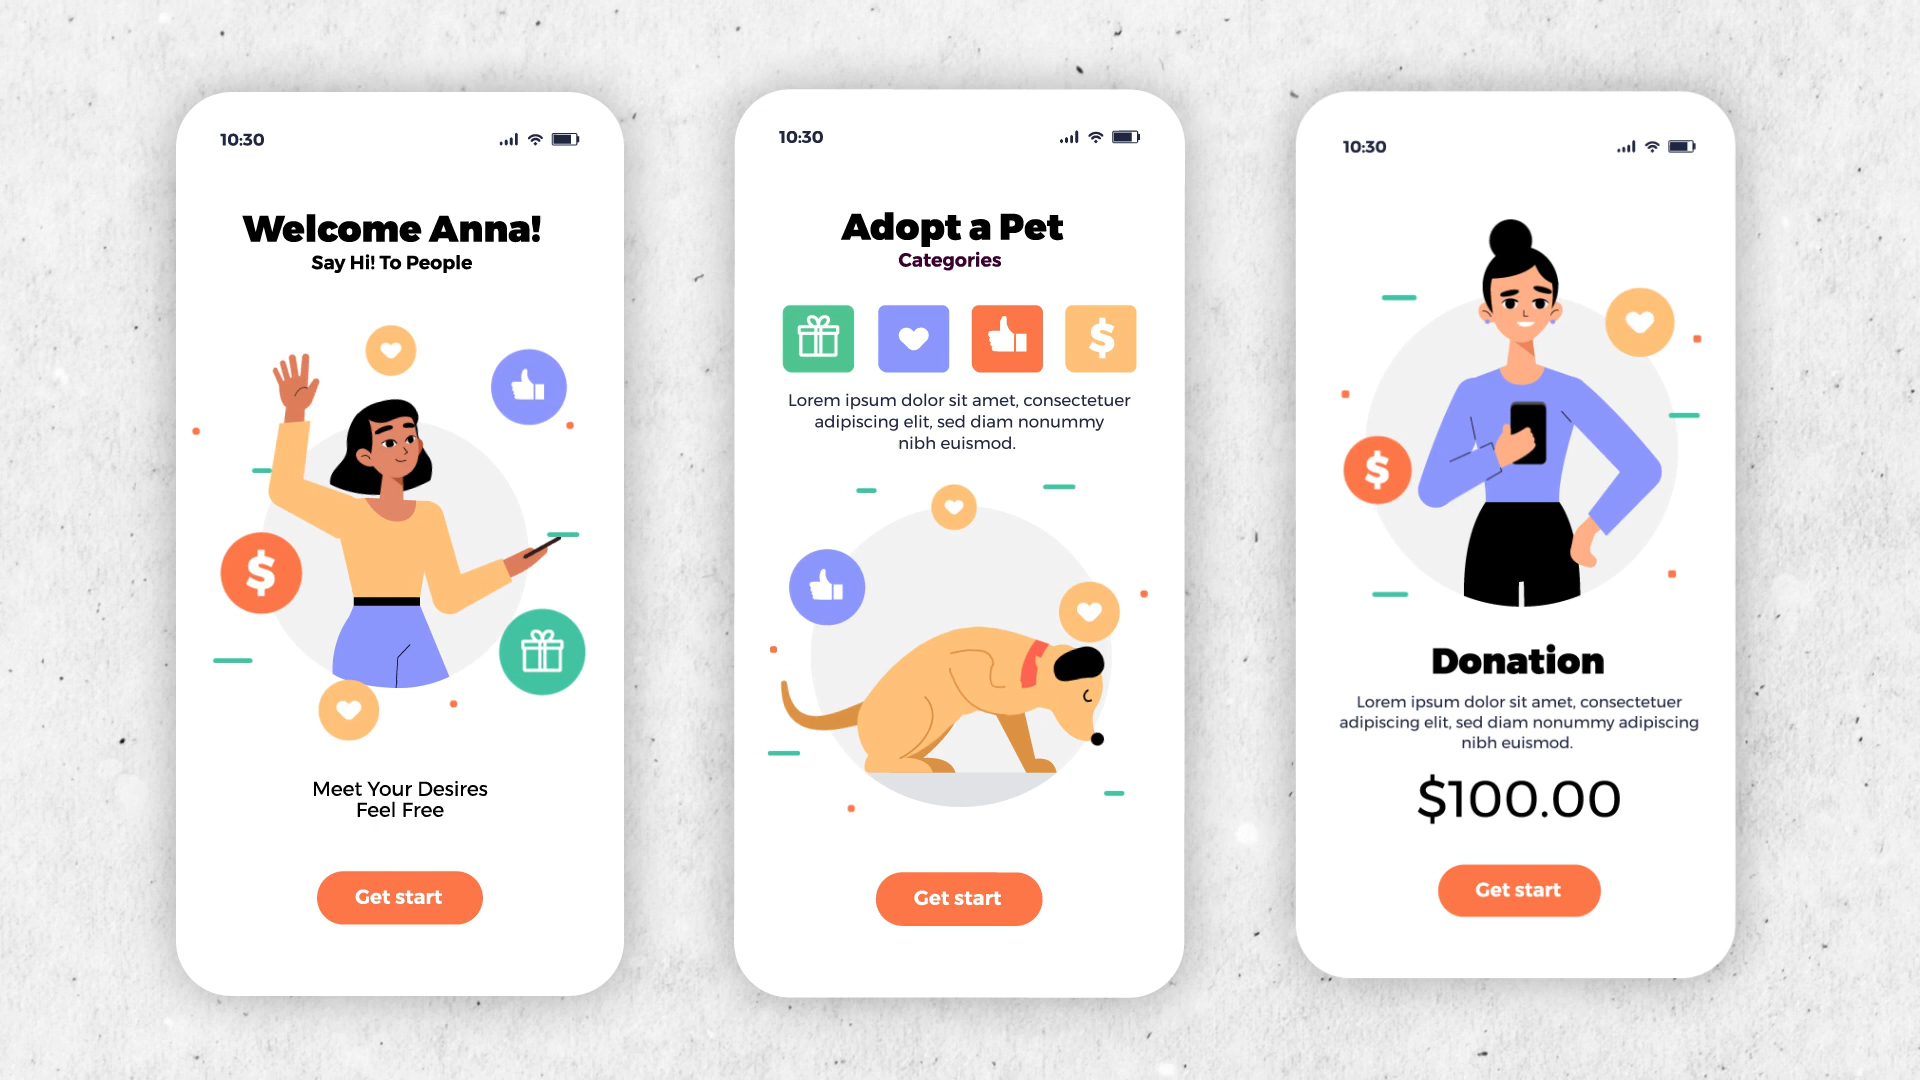 10:30
Welcome Anna!
Say Hi! To People
$
Meet Your Desires
Feel Free
Get start
10:30
Adopt a Pet
Categories
$
Lorem ipsum dolor sit amet, consectetuer
adipiscing elit, sed diam nonummy
nibh euismod.
Get start
10:30
$
Donation
Lorem ipsum dolor sit amet, consectetuer
adipiscing elit, sed diam nonummy adipiscing
nibh euismod.
$100.00
Get start